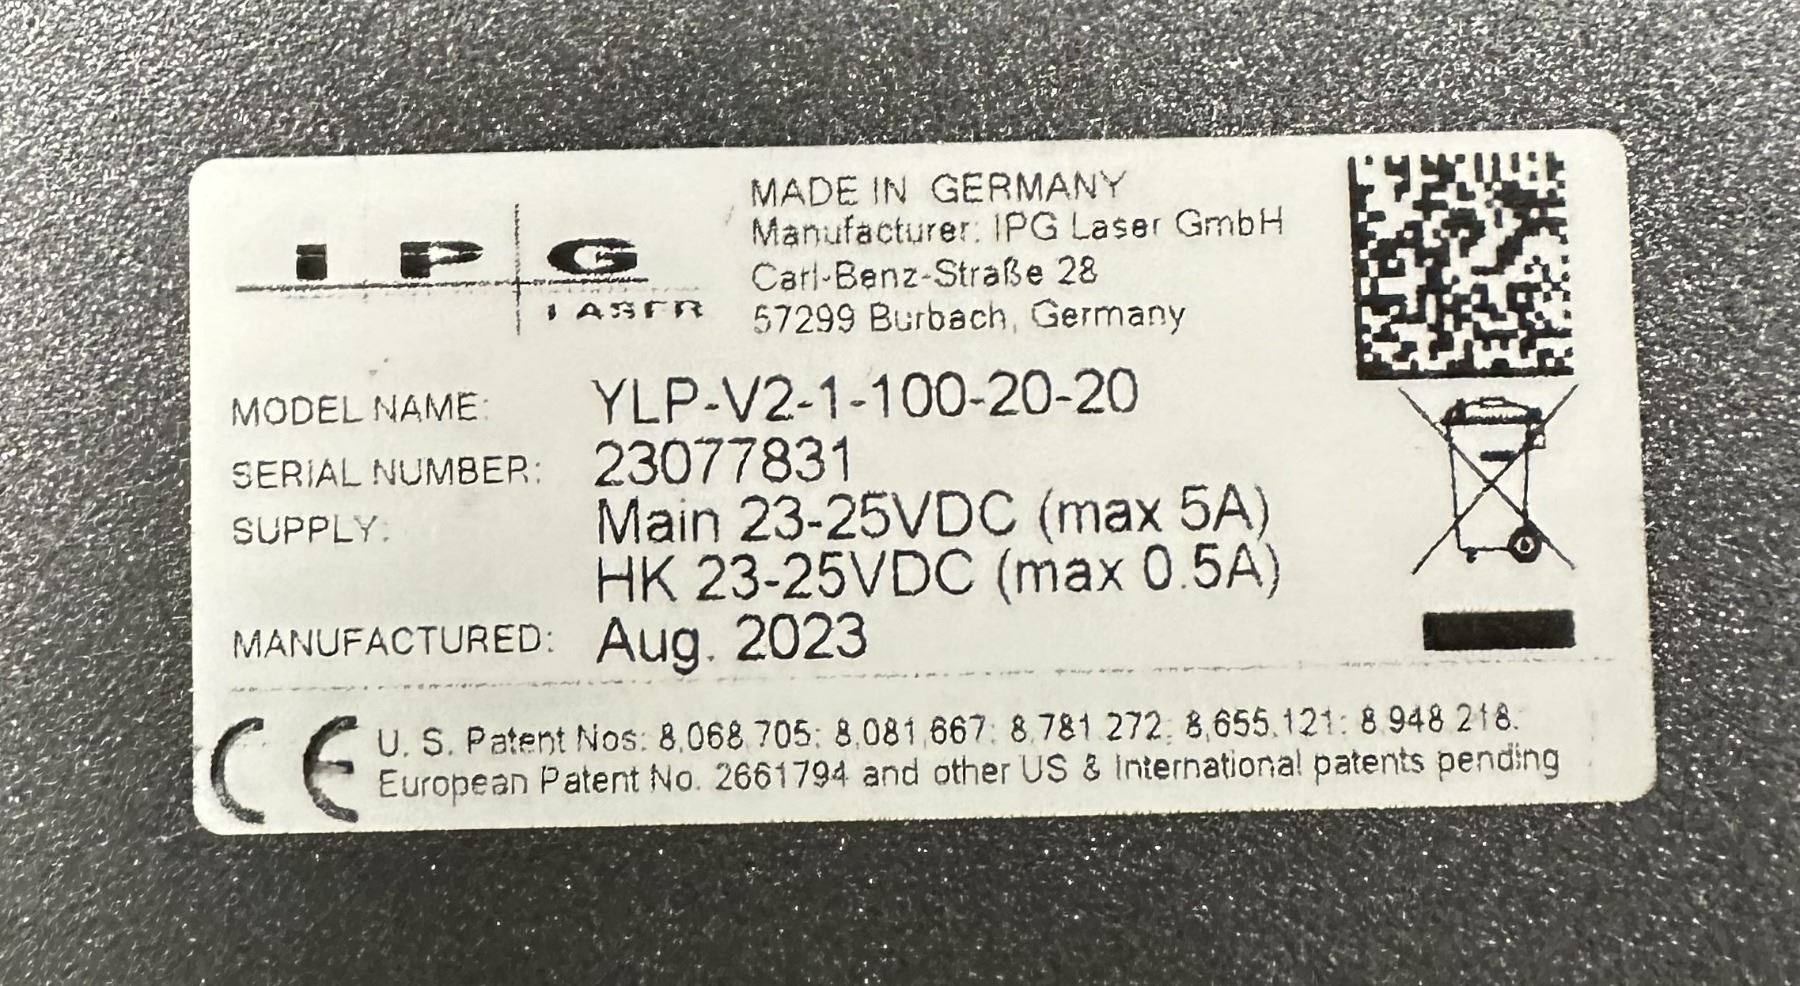 IPG
LASER
MADE IN GERMANY
Manufacturer: IPG Laser GmbH
Carl-Benz-Straße 28
57299 Burbach, Germany
MODEL NAME: YLP-V2-1-100-20-20
SERIAL NUMBER: 23077831
SUPPLY: Main 23-25VDC (max 5A)
HK 23-25VDC (max 0.5A)
MANUFACTURED: Aug. 2023
CE
U. S. Patent Nos: 8,068,705; 8,081,667; 8,781,272; 8,655,121; 8,948,218.
European Patent No. 2661794 and other US & International patents pending